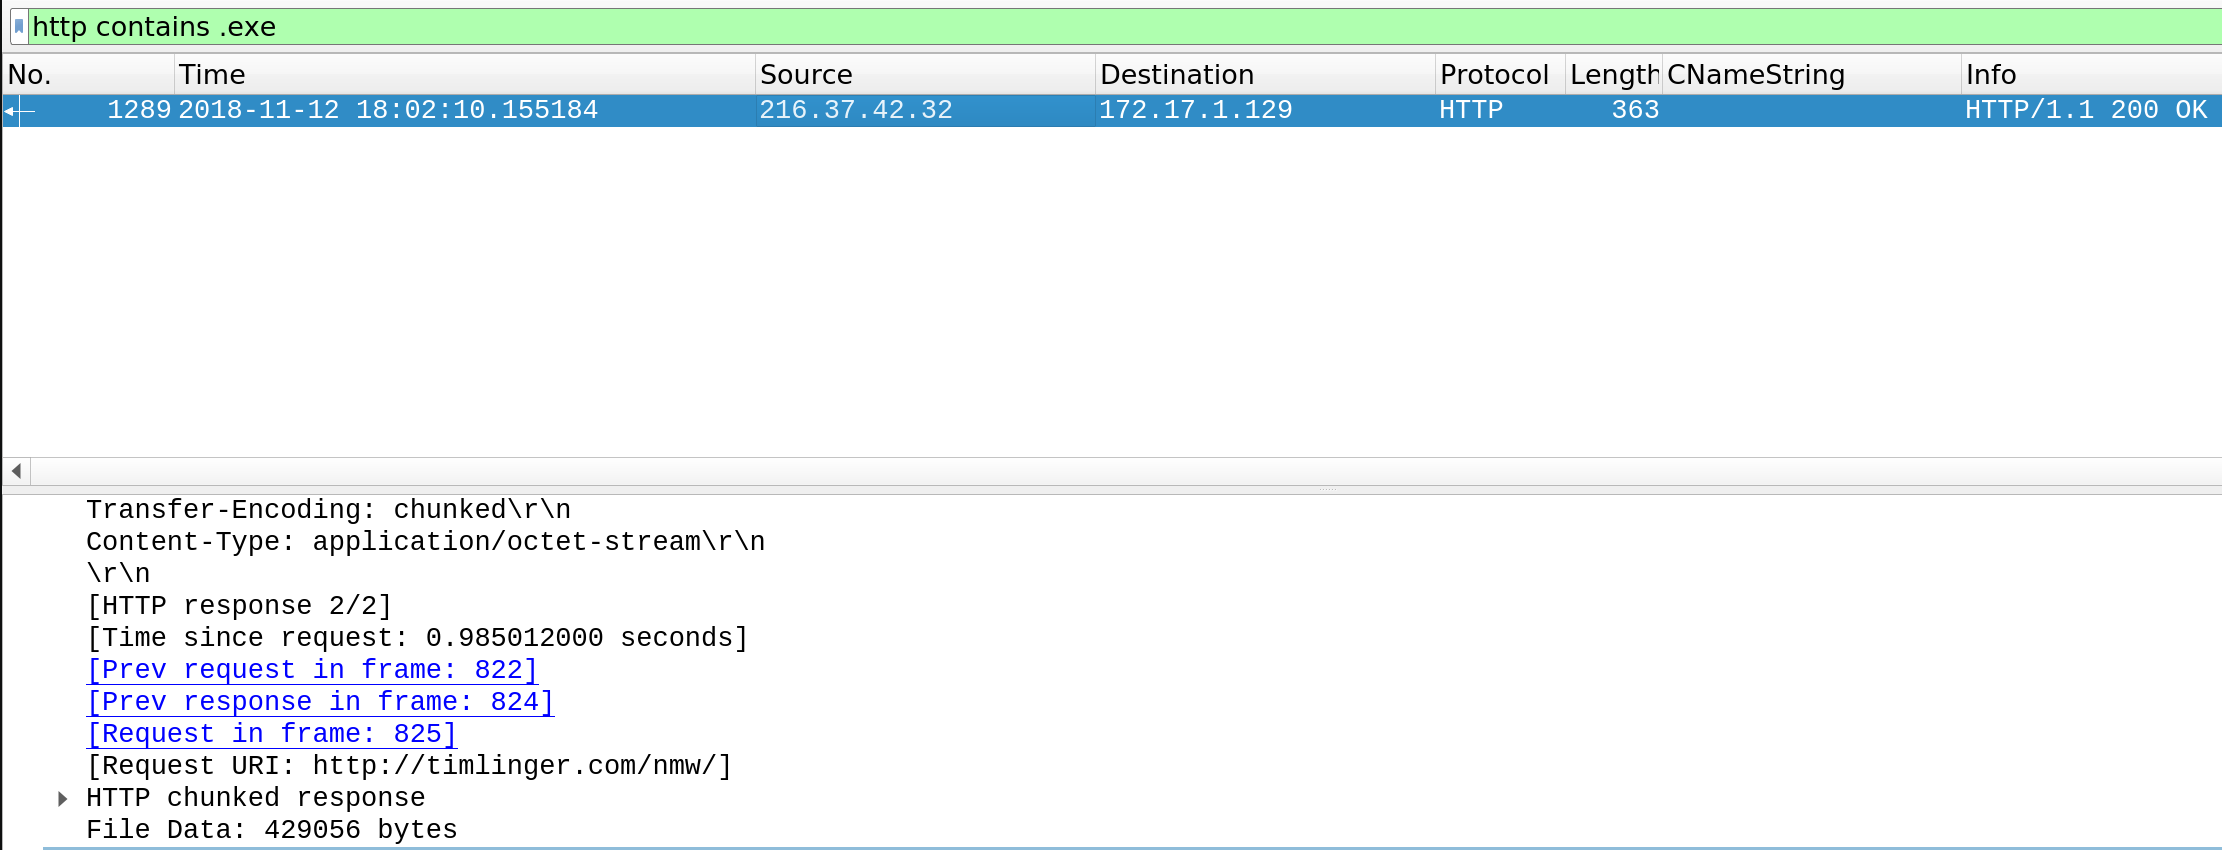 http contains .exe
No. Time Source Destination Protocol Length CNameString Info
1289 2018-11-12 18:02:10.155184 216.37.42.32 172.17.1.129 HTTP 363 HTTP/1.1 200 OK
Transfer-Encoding: chunked\r\n
Content-Type: application/octet-stream\r\n
\r\n
[HTTP response 2/2]
[Time since request: 0.985012000 seconds]
[Prev request in frame: 822]
[Prev response in frame: 824]
[Request in frame: 825]
[Request URI: http://timlinger.com/nmw/]
HTTP chunked response
File Data: 429056 bytes